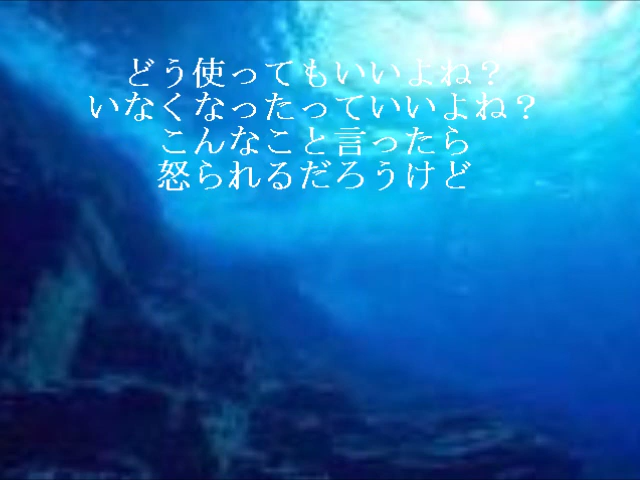 どう使ってもいいよね？
いなくなったっていいよね？
こんなこと言ったら
怒られるだろうけど